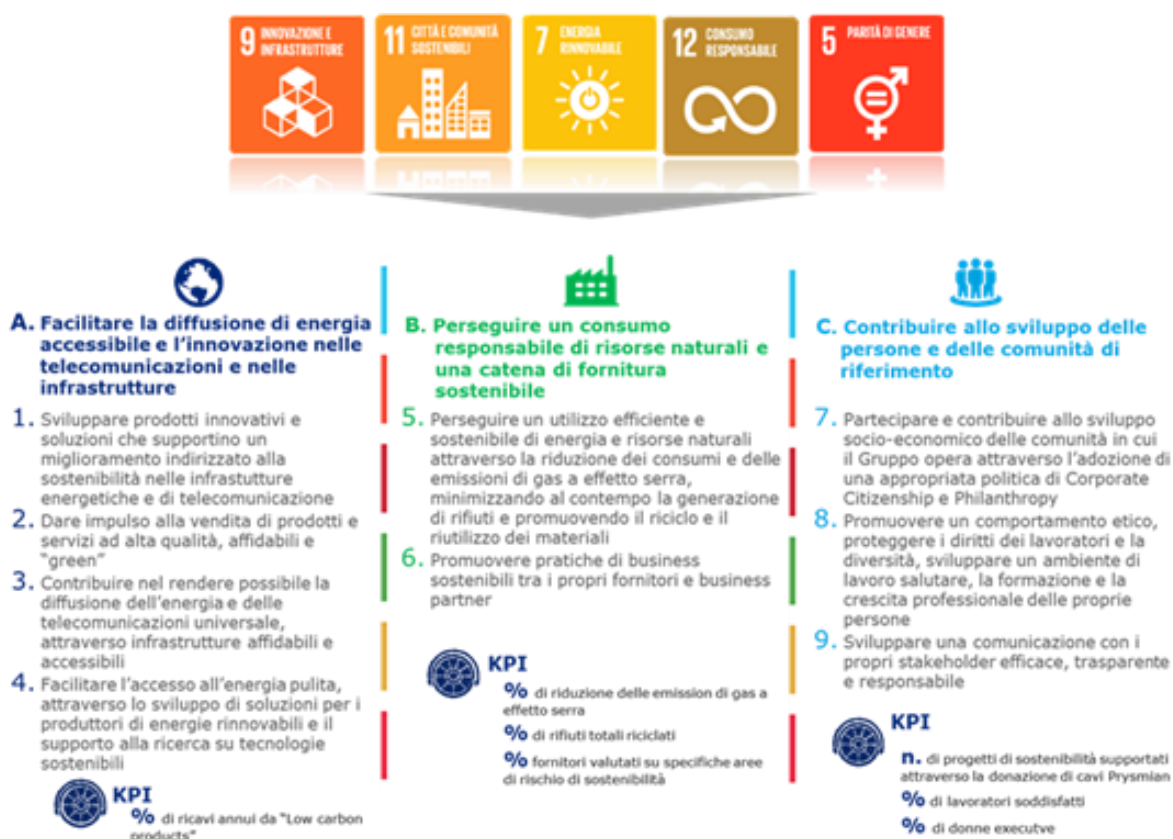 9 INNOVAZIONE E
INFRASTRUTTURE
11 CITTÀ E COMUNITÀ
SOSTENIBILI
7 ENERGIA
RINNOVABILE
12 CONSUMO
RESPONSABILE
5 PARITÀ DI GENERE
A. Facilitare la diffusione di energia
accessibile e l'innovazione nelle
telecomunicazioni e nelle
infrastrutture
1. Sviluppare prodotti innovativi e
soluzioni che supportino un
miglioramento indirizzato alla
sostenibilità nelle infrastutture
energetiche e di telecomunicazione
2. Dare impulso alla vendita di prodotti e
servizi ad alta qualità, affidabili e
"green"
3. Contribuire nel rendere possibile la
diffusione dell'energia e delle
telecomunicazioni universale,
attraverso infrastrutture affidabili e
accessibili
4. Facilitare l'accesso all'energia pulita,
attraverso lo sviluppo di soluzioni per i
produttori di energie rinnovabili e il
supporto alla ricerca su tecnologie
sostenibili
KPI
% di ricavi annui da "Low carbon
products"
B. Perseguire un consumo
responsabile di risorse naturali e
una catena di fornitura
sostenibile
5. Perseguire un utilizzo efficiente e
sostenibile di energia e risorse naturali
attraverso la riduzione dei consumi e delle
emissioni di gas a effetto serra,
minimizzando al contempo la generazione
di rifiuti e promuovendo il riciclo e il
riutilizzo dei materiali
6. Promuovere pratiche di business
sostenibili tra i propri fornitori e business
partner
KPI
% di riduzione delle emission di gas a
effetto serra
% di rifiuti totali riciclati
% fornitori valutati su specifiche aree
di rischio di sostenibilità
C. Contribuire allo sviluppo delle
persone e delle comunità di
riferimento
7. Partecipare e contribuire allo sviluppo
socio-economico delle comunità in cui
il Gruppo opera attraverso l'adozione di
una appropriata politica di Corporate
Citizenship e Philanthropy
8. Promuovere un comportamento etico,
proteggere i diritti dei lavoratori e la
diversità, sviluppare un ambiente di
lavoro salutare, la formazione e la
crescita professionale delle proprie
persone
9. Sviluppare una comunicazione con i
propri stakeholder efficace, trasparente
e responsabile
KPI
n. di progetti di sostenibilità supportati
attraverso la donazione di cavi Prysmian
% di lavoratori soddisfatti
% di donne executve